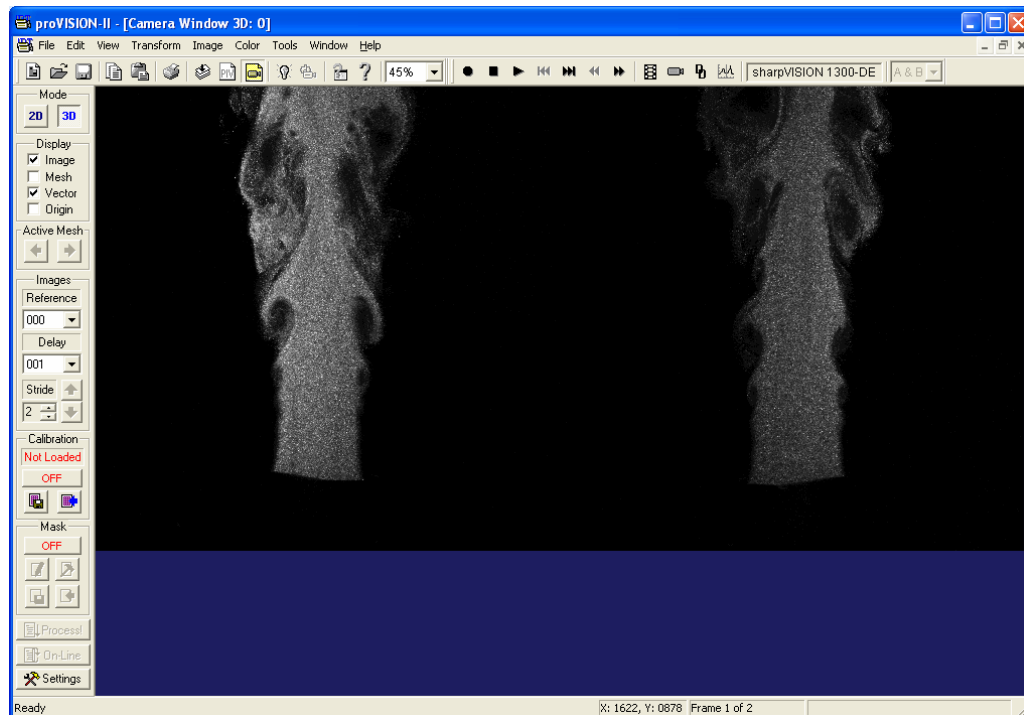 proVISION-II - [Camera Window 3D: 0]
File Edit View Transform Image Color Tools Window Help
PIV 45% sharpVISION 1300-DE A & B
Mode
2D 3D
Display
Image
Mesh
Vector
Origin
Active Mesh
Images
Reference
000
Delay
001
Stride
2
Calibration
Not Loaded
OFF
Mask
OFF
Process!
On-Line
Settings
Ready X: 1622, Y: 0878 Frame 1 of 2